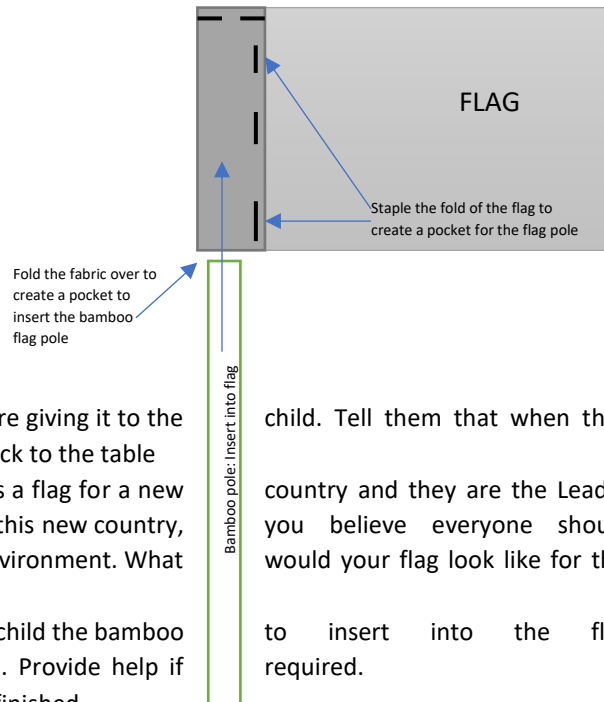 FLAG
Staple the fold of the flag to
create a pocket for the flag pole
Fold the fabric over to
create a pocket to
insert the bamboo
flag pole
Bamboo pole: Insert into flag
re giving it to the child. Tell them that when th
ck to the table
s a flag for a new country and they are the Lead
this new country, you believe everyone shou
vironment. What would your flag look like for th
child the bamboo to insert into the fl
. Provide help if required.
finished